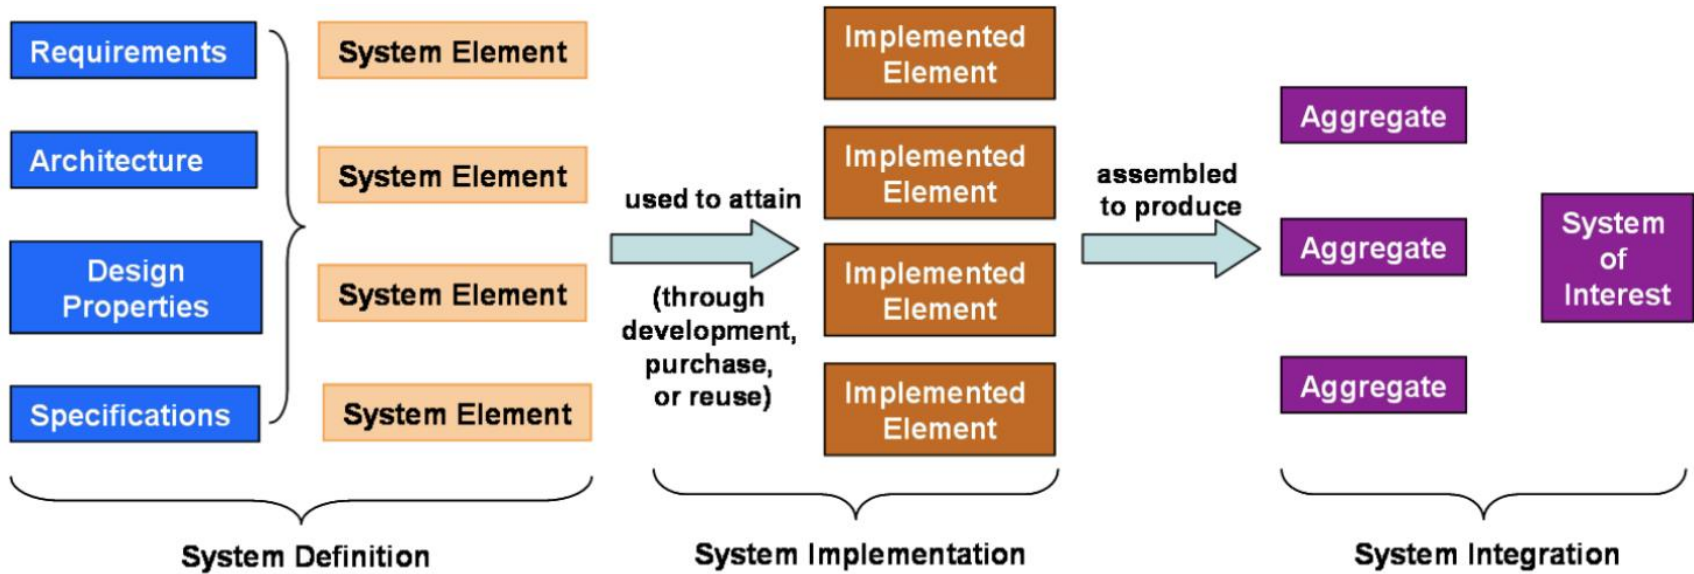 Requirements
Architecture
Design
Properties
Specifications
System Element
System Element
System Element
System Element
System Definition
used to attain
(through
development,
purchase,
or reuse)
Implemented
Element
Implemented
Element
Implemented
Element
Implemented
Element
System Implementation
assembled
to produce
Aggregate
Aggregate
Aggregate
System
of
Interest
System Integration